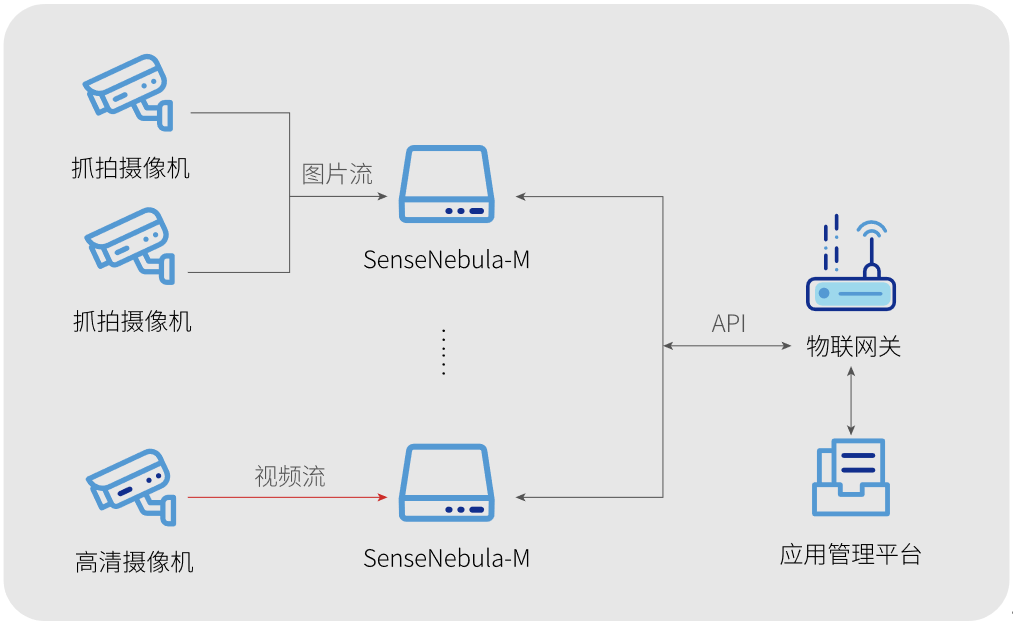 抓拍摄像机
图片流
SenseNebula-M
抓拍摄像机
API
物联网关
视频流
高清摄像机
SenseNebula-M
应用管理平台